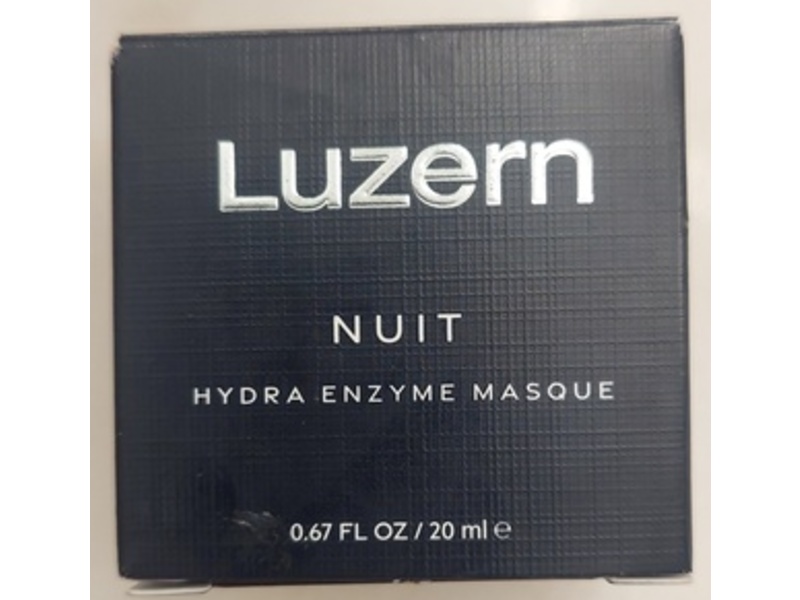 Luzern
NUIT
HYDRA ENZYME MASQUE
0.67 FL OZ / 20 ml ℮